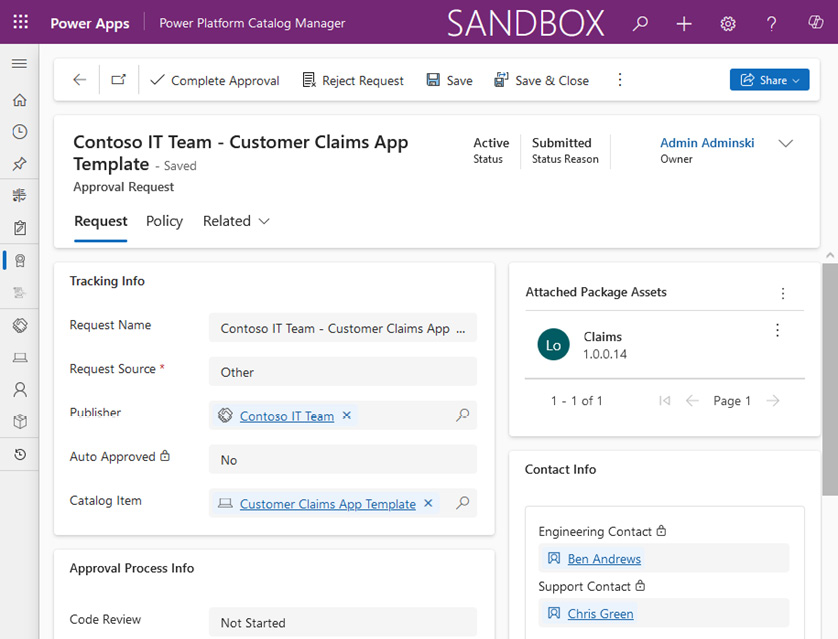 Power Apps
Power Platform Catalog Manager
SANDBOX
?
Complete Approval
Reject Request
Save
Save & Close
Share
Contoso IT Team - Customer Claims App
Template - Saved
Approval Request
Active
Status
Submitted
Status Reason
Admin Adminski
Owner
Request
Policy
Related
Tracking Info
Request Name
Contoso IT Team - Customer Claims App ...
Request Source *
Other
Publisher
Contoso IT Team
Auto Approved
No
Catalog Item
Customer Claims App Template
Approval Process Info
Code Review
Not Started
Attached Package Assets
Lo
Claims
1.0.0.14
1 - 1 of 1
Page 1
Contact Info
Engineering Contact
Ben Andrews
Support Contact
Chris Green